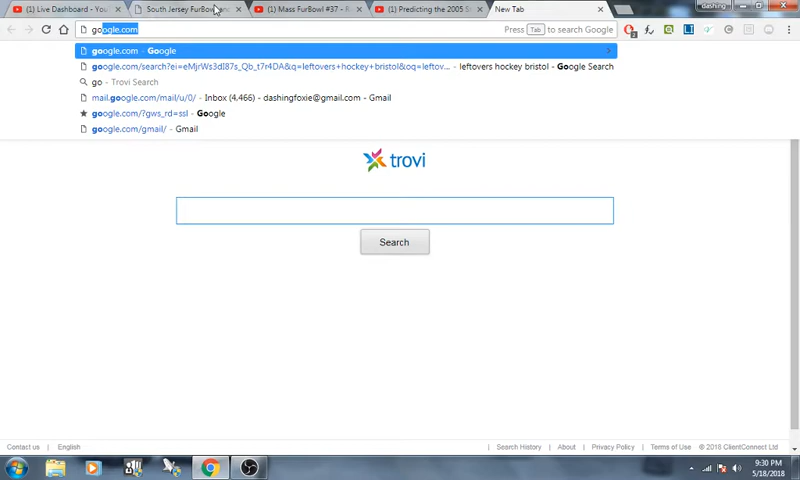 (1) Live Dashboard - You
South Jersey FurBowl
(1) Mass FurBowl #37 - R
(1) Predicting the 2005 S
New Tab
dashing
google.com
Press Tab to search Google
google.com - Google
google.com/search?ei=eMjrWs3dI87s_Qb_t7r4DA&q=leftovers+hockey+bristol&oq=leftov... - leftovers hockey bristol - Google Search
go - Trovi Search
mail.google.com/mail/u/0/ - Inbox (4,466) - dashingfoxie@gmail.com - Gmail
google.com/?gws_rd=ssl - Google
google.com/gmail/ - Gmail
trovi
Search
Contact us | English
Search History | About | Privacy Policy | Terms of Use | ® 2018 ClientConnect Ltd
9:30 PM
5/18/2018